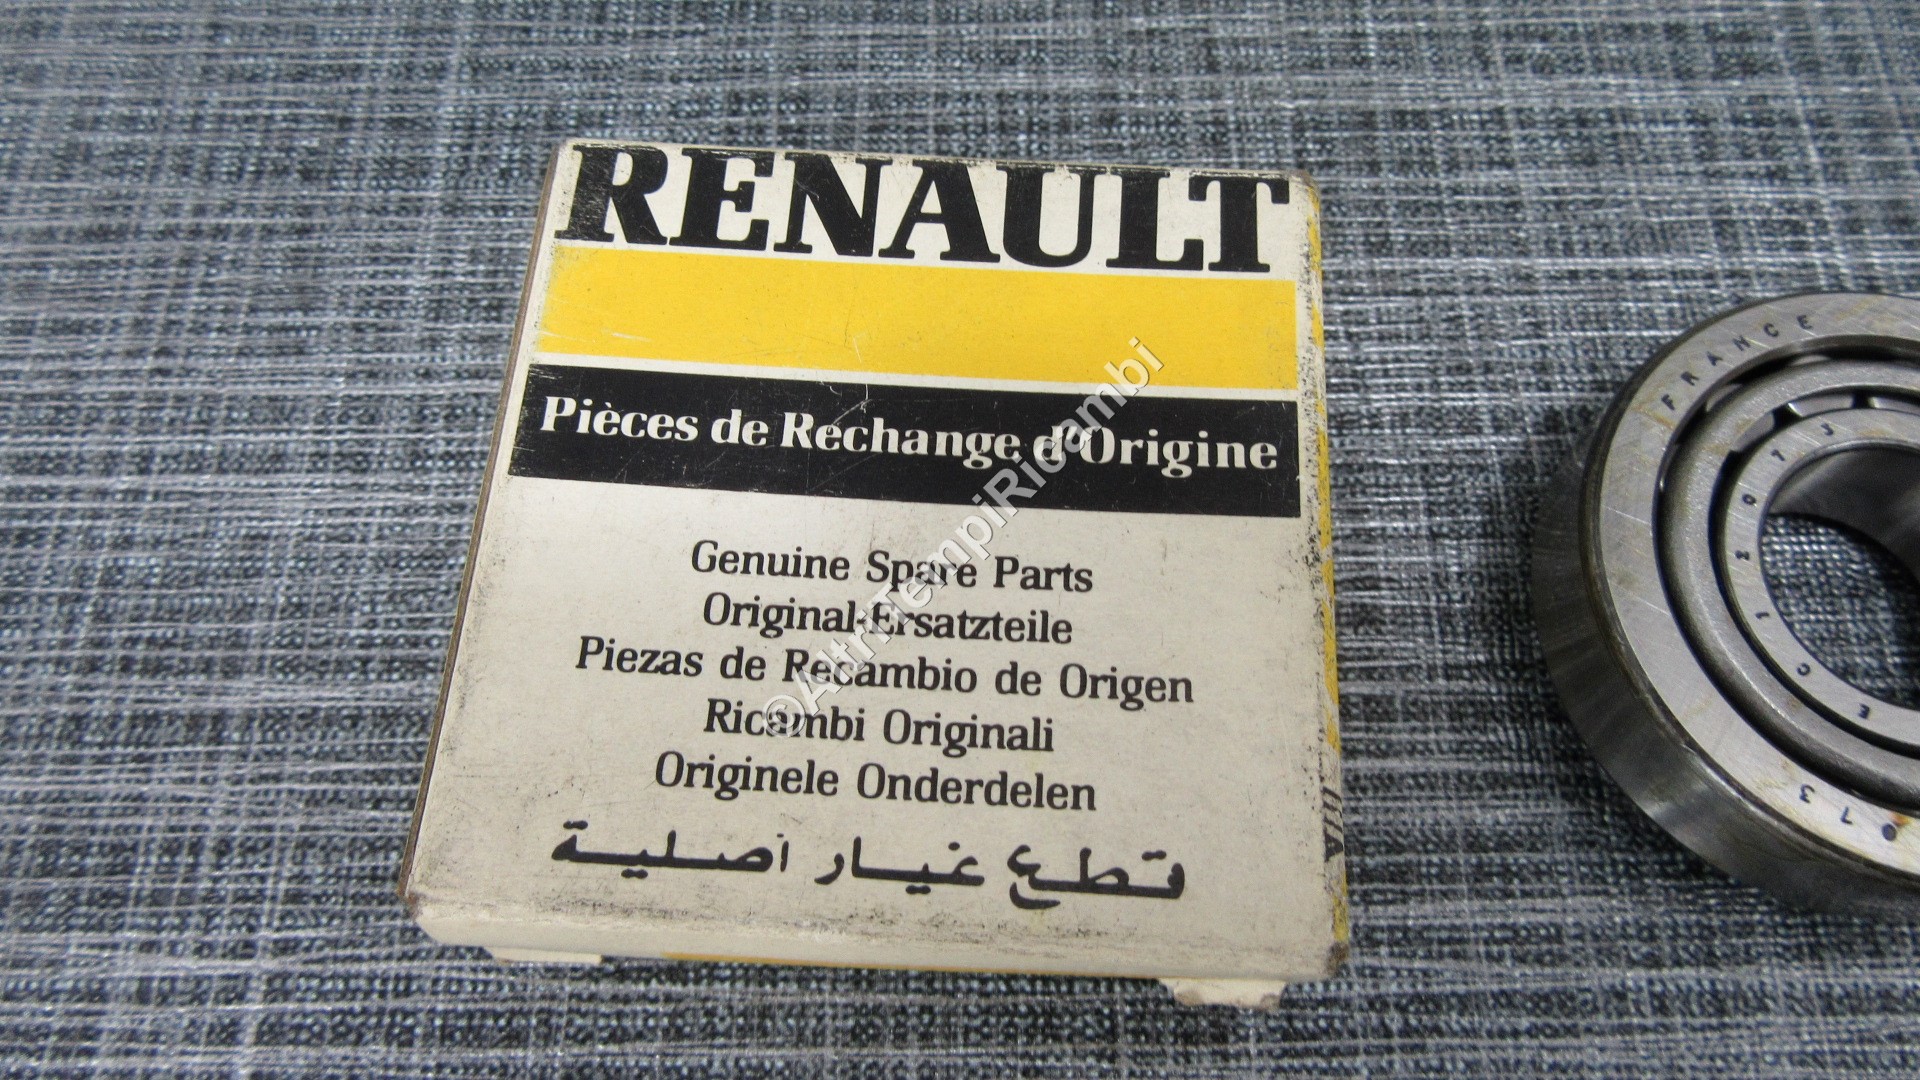 RENAULT
Pièces de Rechange d'Origine
Genuine Spare Parts
Original-Ersatzteile
Piezas de Recambio de Origen
Ricambi Originali
Originele Onderdelen
قطع غيار أصلية
©AltriTempiRicambi
FRANCE